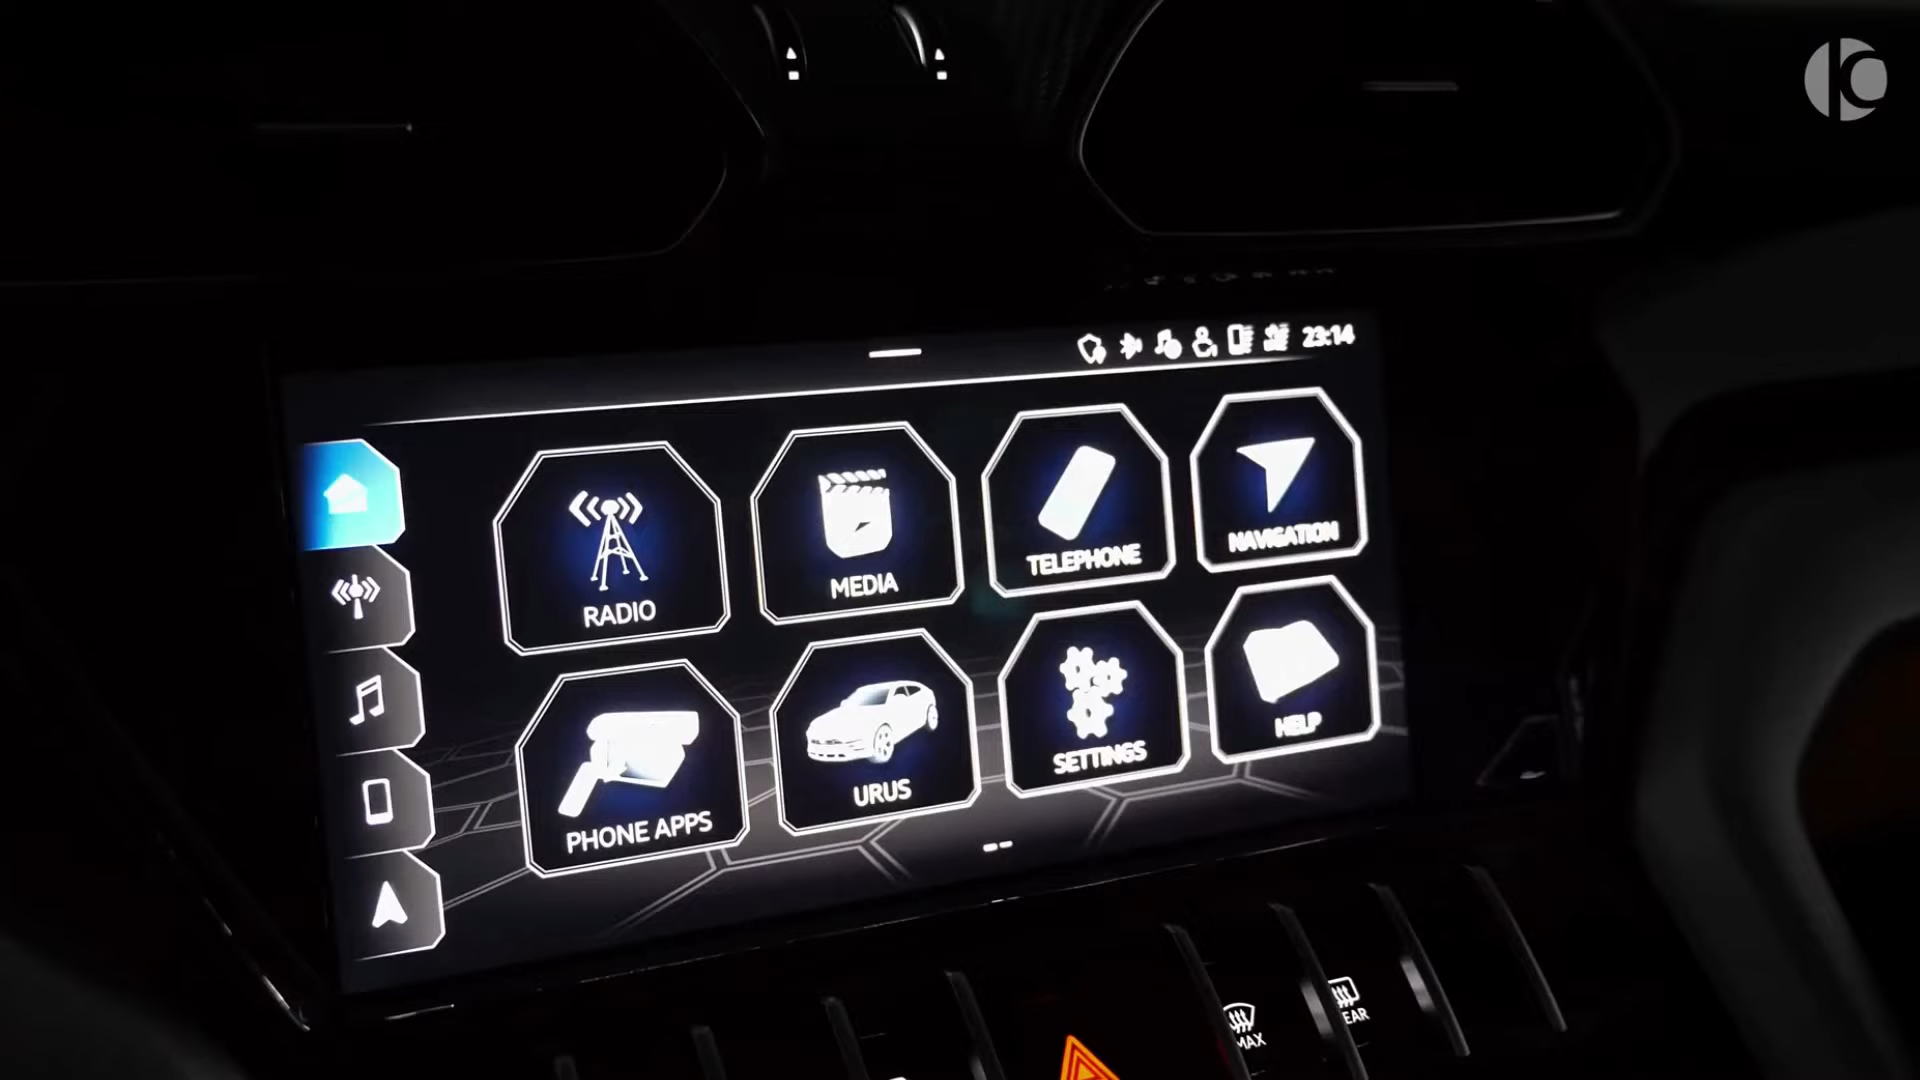 23:14
RADIO
MEDIA
TELEPHONE
NAVIGATION
PHONE APPS
URUS
SETTINGS
HELP
MAX